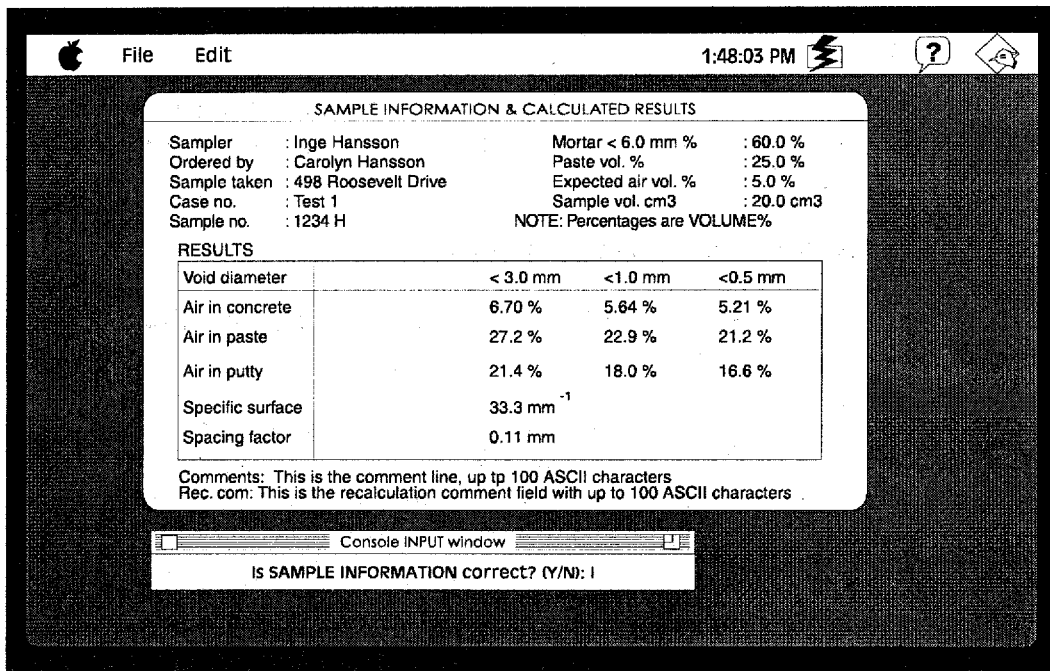 File Edit 1:48:03 PM ?
SAMPLE INFORMATION & CALCULATED RESULTS
Sampler : Inge Hansson Mortar < 6.0 mm % : 60.0 %
Ordered by : Carolyn Hansson Paste vol. % : 25.0 %
Sample taken : 498 Roosevelt Drive Expected air vol. % : 5.0 %
Case no. : Test 1 Sample vol. cm3 : 20.0 cm3
Sample no. : 1234 H NOTE: Percentages are VOLUME%
RESULTS
Void diameter < 3.0 mm <1.0 mm <0.5 mm
Air in concrete 6.70 % 5.64 % 5.21 %
Air in paste 27.2 % 22.9 % 21.2 %
Air in putty 21.4 % 18.0 % 16.6 %
Specific surface 33.3 mm -1
Spacing factor 0.11 mm
Comments: This is the comment line, up tp 100 ASCII characters
Rec. com: This is the recalculation comment field with up to 100 ASCII characters
Console INPUT window
Is SAMPLE INFORMATION correct? (Y/N): I